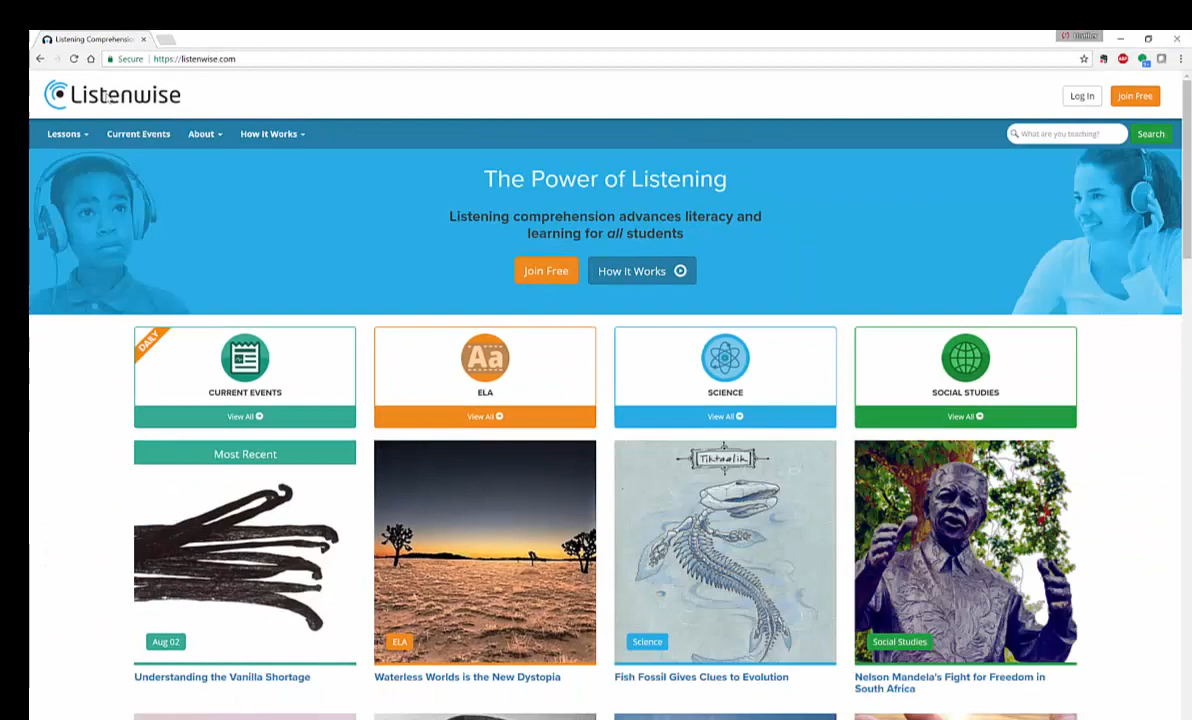 Listening Comprehensio
Secure https://listenwise.com
Listenwise
Log In Join Free
Lessons Current Events About How It Works What are you teaching? Search
The Power of Listening
Listening comprehension advances literacy and
learning for all students
Join Free How It Works
DAILY
CURRENT EVENTS ELA SCIENCE SOCIAL STUDIES
Aa
View All View All View All View All
Most Recent
Tiktaalik
Aug 02 ELA Science Social Studies
Understanding the Vanilla Shortage Waterless Worlds is the New Dystopia Fish Fossil Gives Clues to Evolution Nelson Mandela's Fight for Freedom in
South Africa